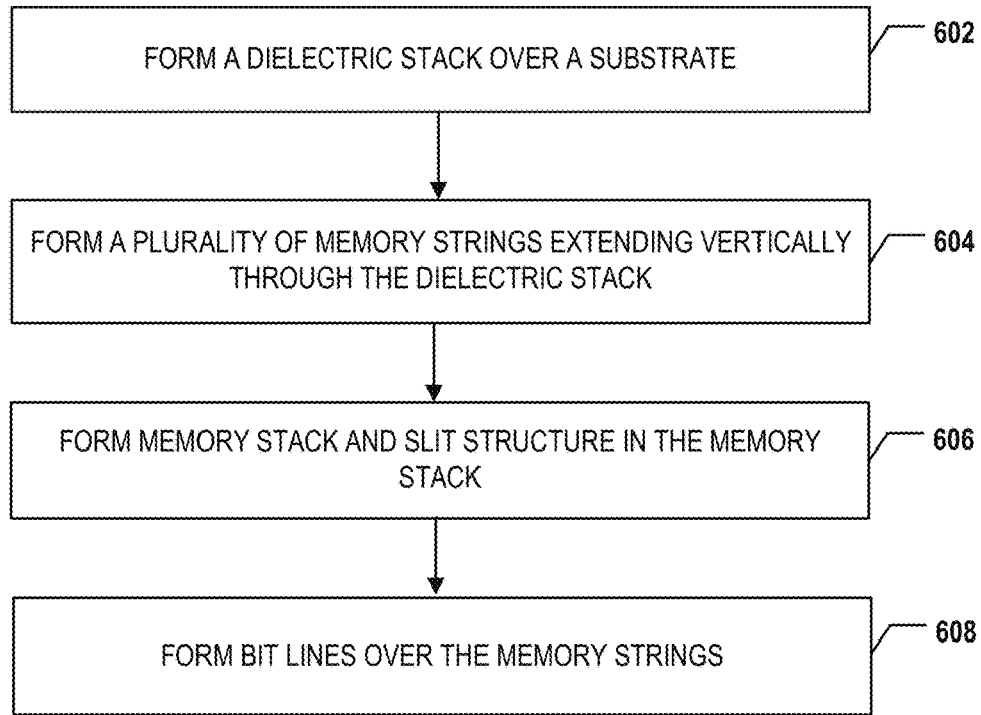 FORM A DIELECTRIC STACK OVER A SUBSTRATE
602
FORM A PLURALITY OF MEMORY STRINGS EXTENDING VERTICALLY
THROUGH THE DIELECTRIC STACK
604
FORM MEMORY STACK AND SLIT STRUCTURE IN THE MEMORY
STACK
606
FORM BIT LINES OVER THE MEMORY STRINGS
608